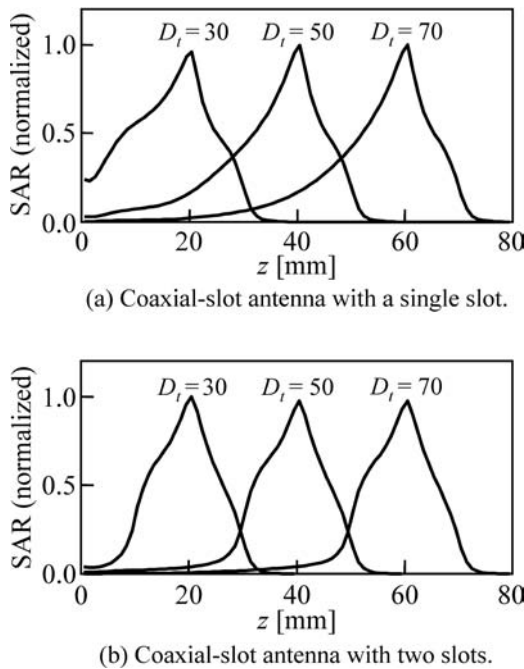 D_t = 30 D_t = 50 D_t = 70
SAR (normalized)
1.0
0.5
0.0
0 20 40 60 80
z [mm]
(a) Coaxial-slot antenna with a single slot.
D_t = 30 D_t = 50 D_t = 70
SAR (normalized)
1.0
0.5
0.0
0 20 40 60 80
z [mm]
(b) Coaxial-slot antenna with two slots.